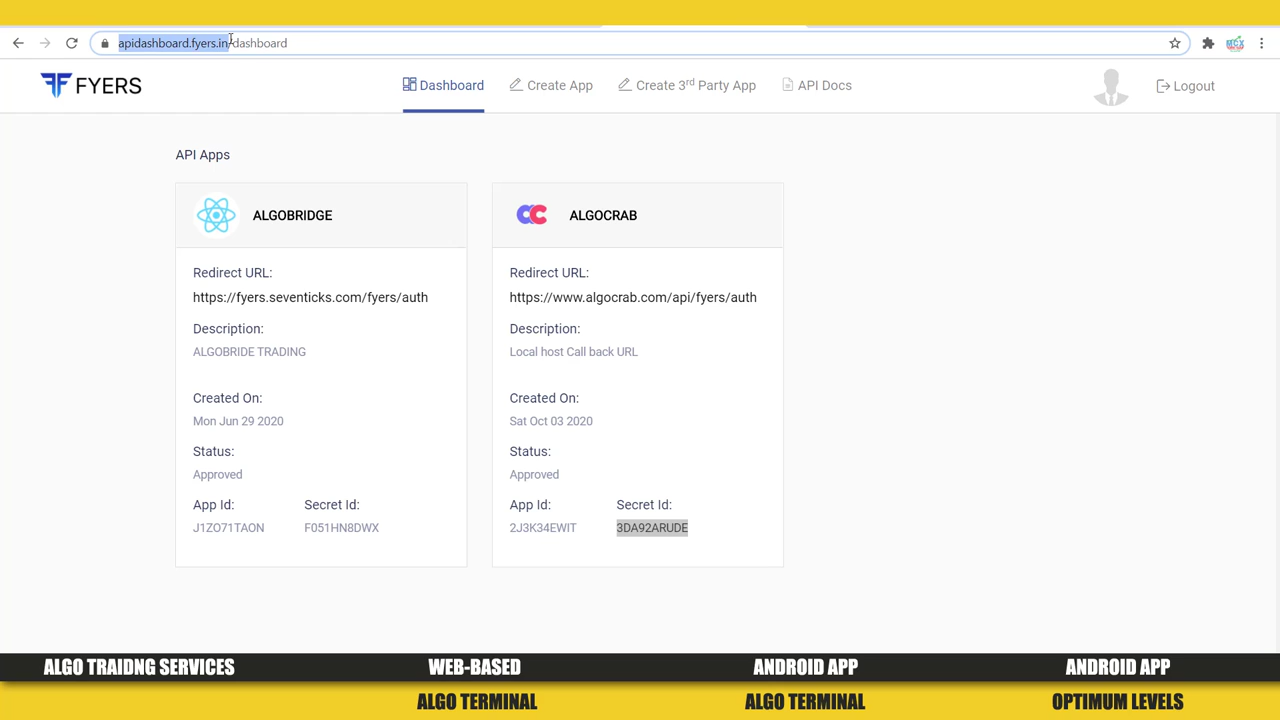 apidashboard.fyers.in/dashboard
MCX
FYERS
Dashboard
Create App
Create 3rd Party App
API Docs
Logout
API Apps
ALGOBRIDGE
Redirect URL:
https://fyers.seventicks.com/fyers/auth
Description:
ALGOBRIDE TRADING
Created On:
Mon Jun 29 2020
Status:
Approved
App Id: Secret Id:
J1ZO71TAON F051HN8DWX
ALGOCRAB
Redirect URL:
https://www.algocrab.com/api/fyers/auth
Description:
Local host Call back URL
Created On:
Sat Oct 03 2020
Status:
Approved
App Id: Secret Id:
2J3K34EWIT 3DA92ARUDE
ALGO TRAIDNG SERVICES
WEB-BASED
ALGO TERMINAL
ANDROID APP
ALGO TERMINAL
ANDROID APP
OPTIMUM LEVELS